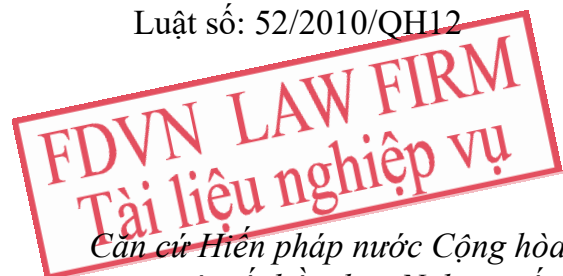 Luật số: 52/2010/QH12
FDVN LAW FIRM
Tài liệu nghiệp vụ
Căn cứ Hiến pháp nước Cộng hòa